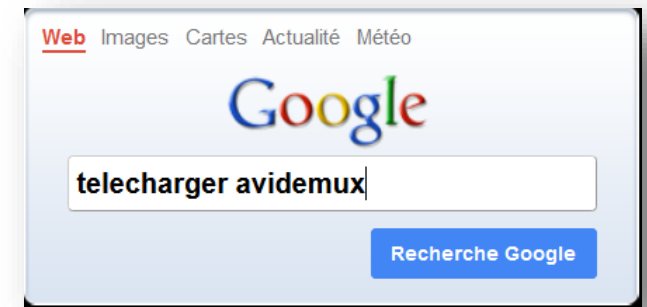 Web Images Cartes Actualité Météo
Google
telecharger avidemux
Recherche Google